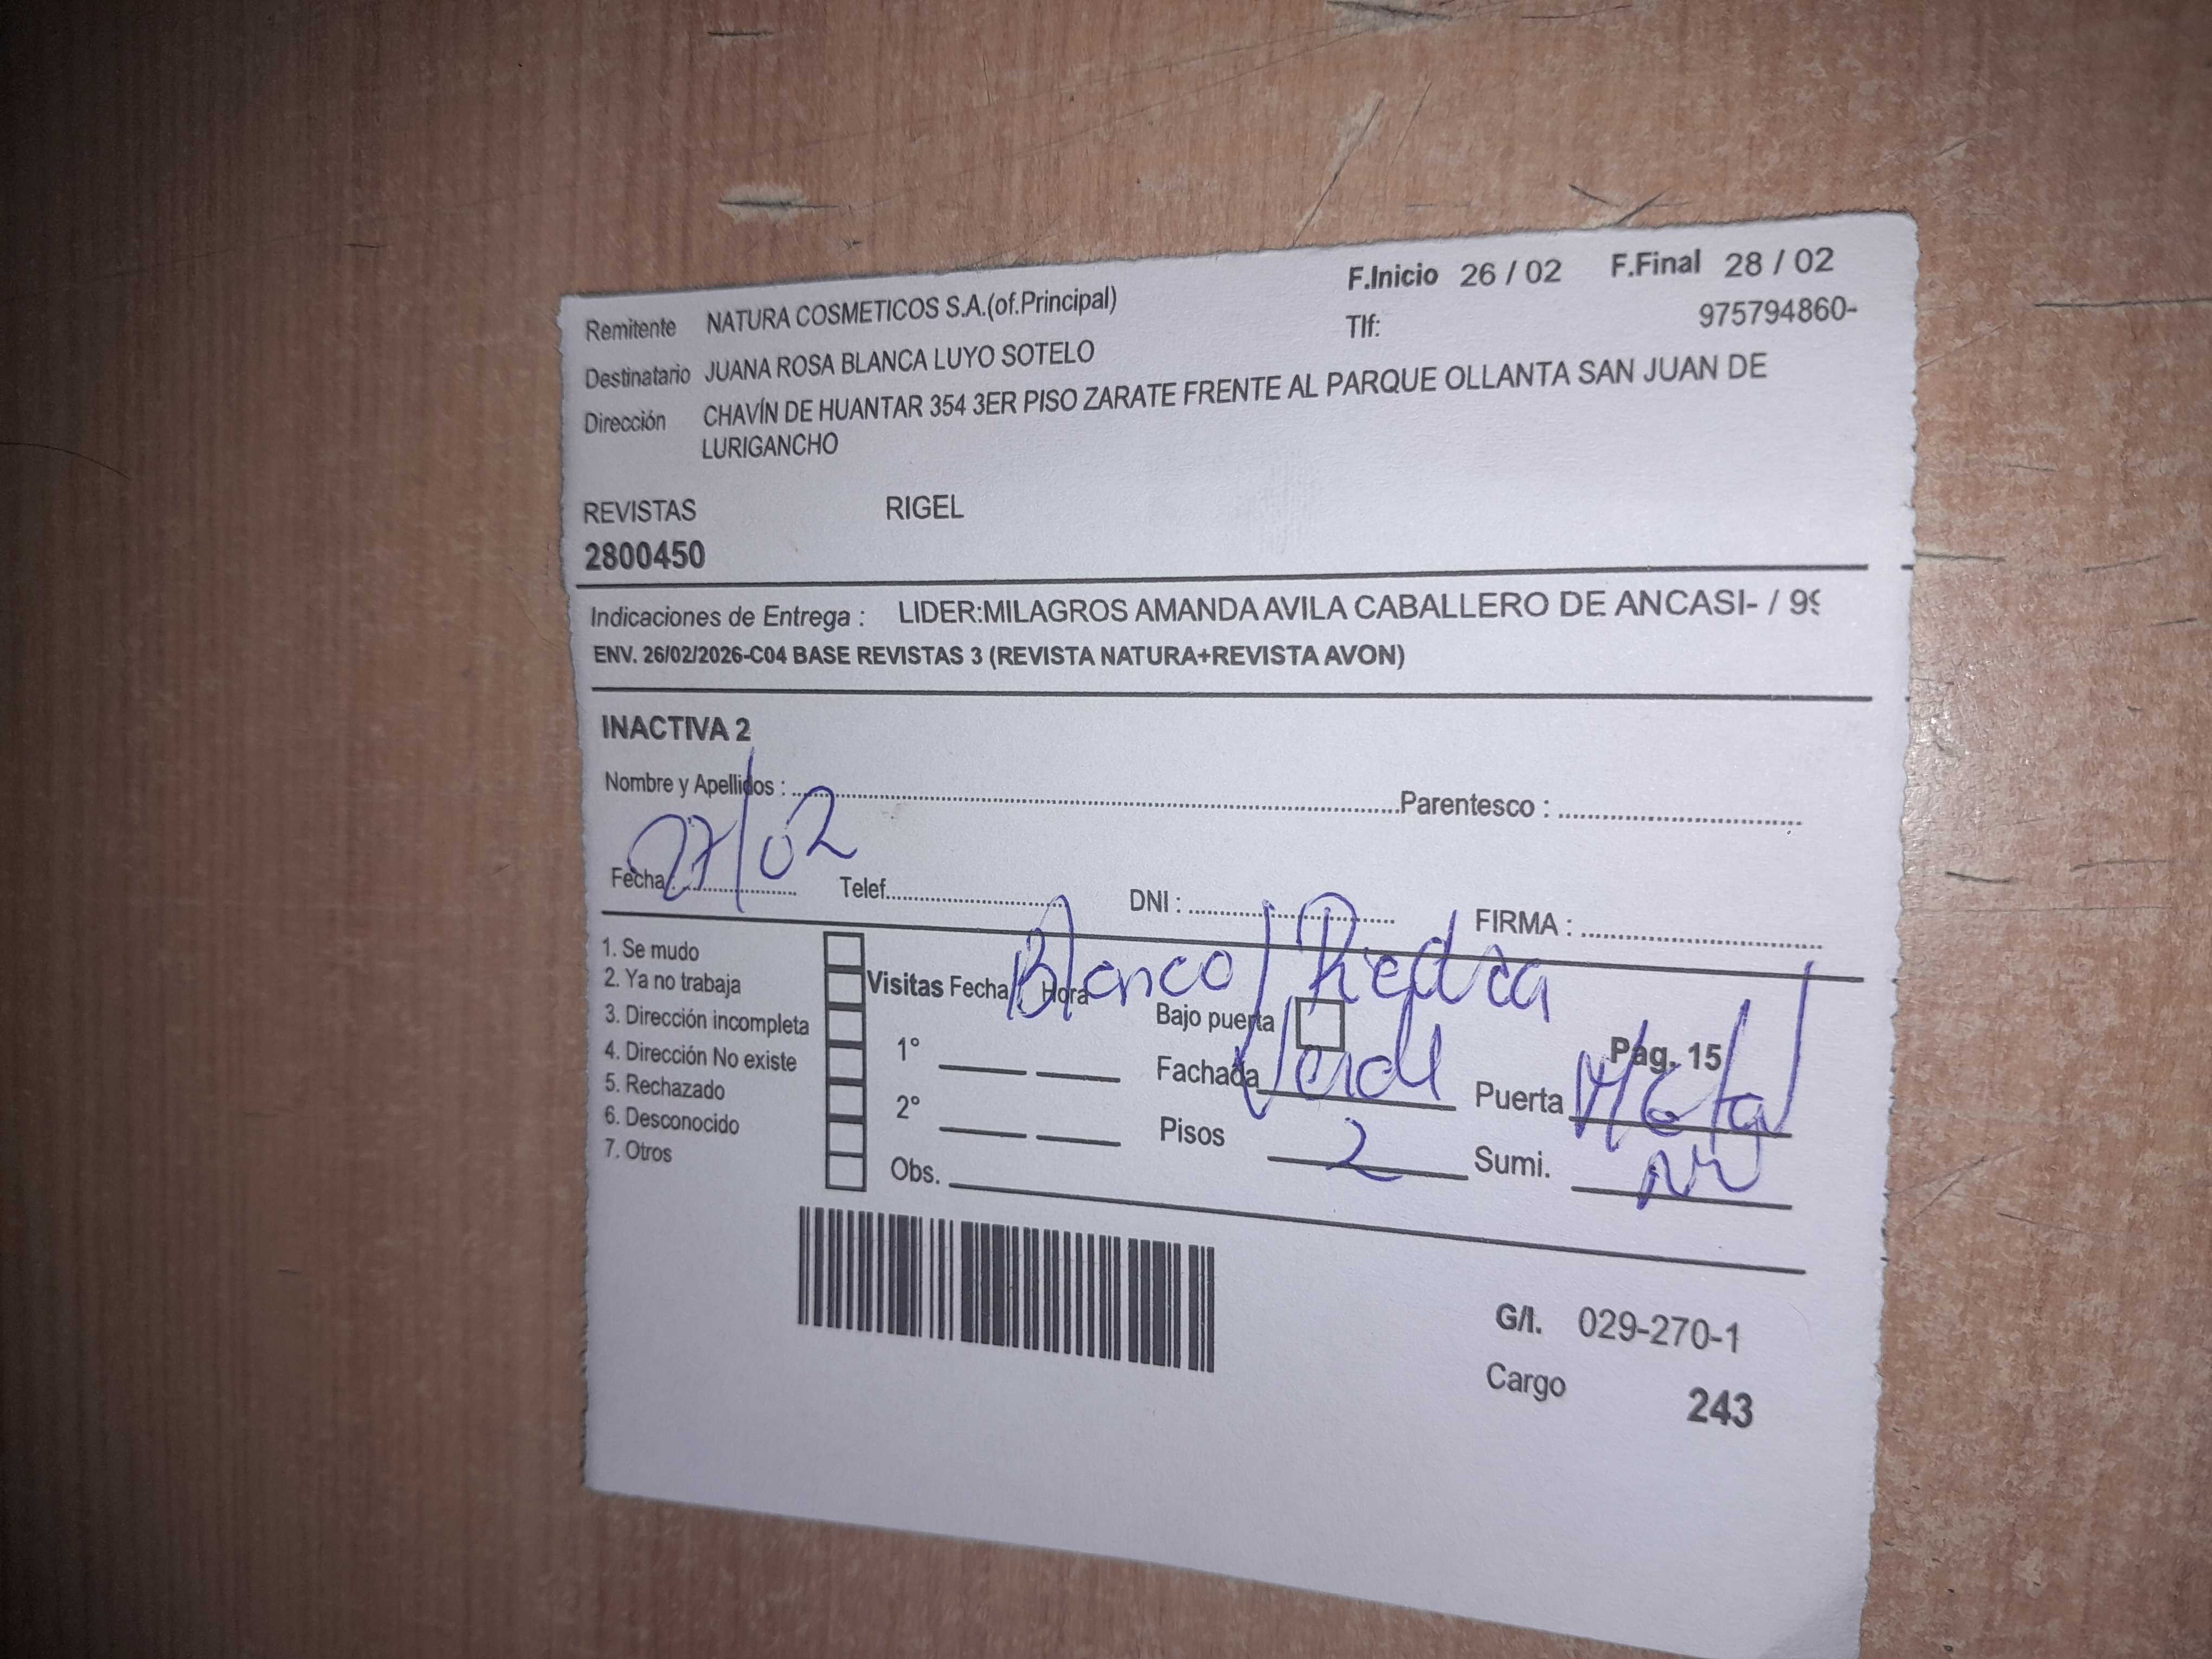 F.Inicio 26 / 02 F.Final 28 / 02
Remitente NATURA COSMETICOS S.A.(of.Principal) Tlf: 975794860-
Destinatario JUANA ROSA BLANCA LUYO SOTELO
Dirección CHAVÍN DE HUANTAR 354 3ER PISO ZARATE FRENTE AL PARQUE OLLANTA SAN JUAN DE
LURIGANCHO
REVISTAS RIGEL
2800450
Indicaciones de Entrega : LIDER:MILAGROS AMANDA AVILA CABALLERO DE ANCASI- / 99
ENV. 26/02/2026-C04 BASE REVISTAS 3 (REVISTA NATURA+REVISTA AVON)
INACTIVA 2
Nombre y Apellidos : Parentesco :
Fecha : 27/02 Telef. DNI : FIRMA :
1. Se mudo
2. Ya no trabaja
3. Dirección incompleta
4. Dirección No existe
5. Rechazado
6. Desconocido
7. Otros
Visitas Fecha Hora Blanco/Piedra
Bajo puerta Pag. 15
1° Fachada Verde Puerta Metal
2° Pisos 2 Sumi.
Obs.
G/I. 029-270-1
Cargo 243